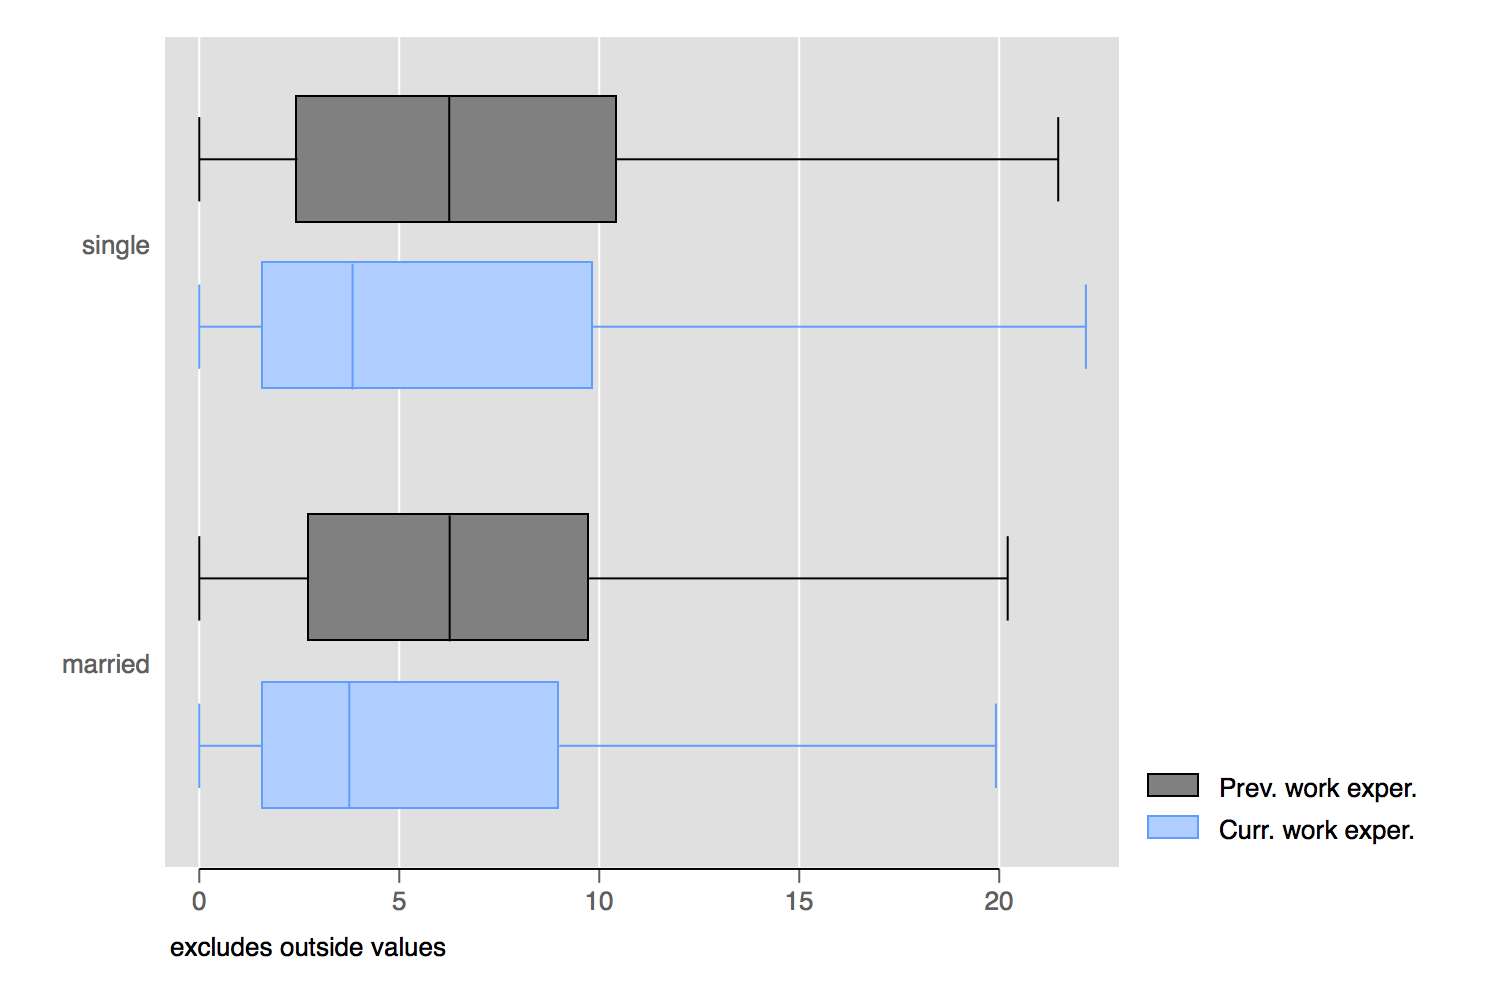 single
married
Prev. work exper.
Curr. work exper.
0 5 10 15 20
excludes outside values